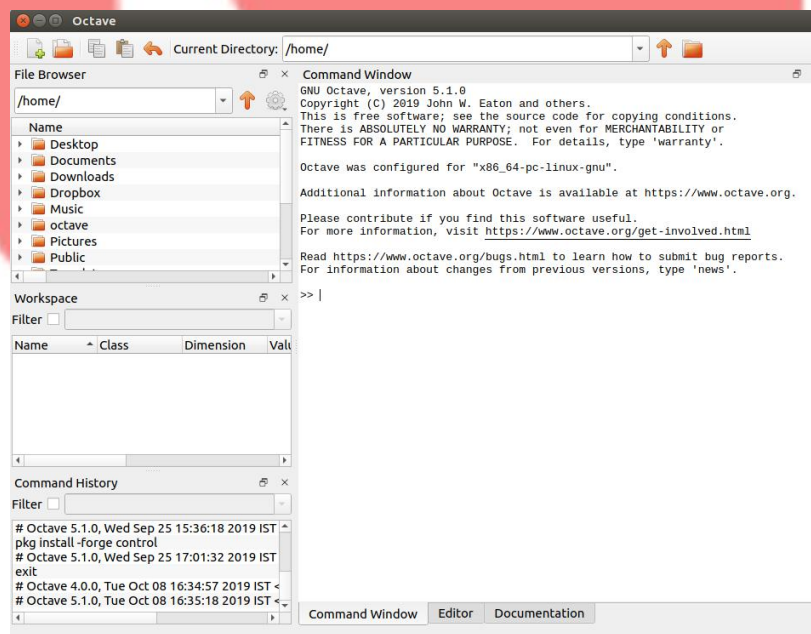 Octave
Current Directory: /home/
File Browser
/home/
Name
Desktop
Documents
Downloads
Dropbox
Music
octave
Pictures
Public
Workspace
Filter
Name Class Dimension Valu
Command History
Filter
# Octave 5.1.0, Wed Sep 25 15:36:18 2019 IST
pkg install -forge control
# Octave 5.1.0, Wed Sep 25 17:01:32 2019 IST
exit
# Octave 4.0.0, Tue Oct 08 16:34:57 2019 IST <
# Octave 5.1.0, Tue Oct 08 16:35:18 2019 IST <
Command Window
GNU Octave, version 5.1.0
Copyright (C) 2019 John W. Eaton and others.
This is free software; see the source code for copying conditions.
There is ABSOLUTELY NO WARRANTY; not even for MERCHANTABILITY or
FITNESS FOR A PARTICULAR PURPOSE.  For details, type 'warranty'.
Octave was configured for "x86_64-pc-linux-gnu".
Additional information about Octave is available at https://www.octave.org.
Please contribute if you find this software useful.
For more information, visit https://www.octave.org/get-involved.html
Read https://www.octave.org/bugs.html to learn how to submit bug reports.
For information about changes from previous versions, type 'news'.
>>
Command Window Editor Documentation